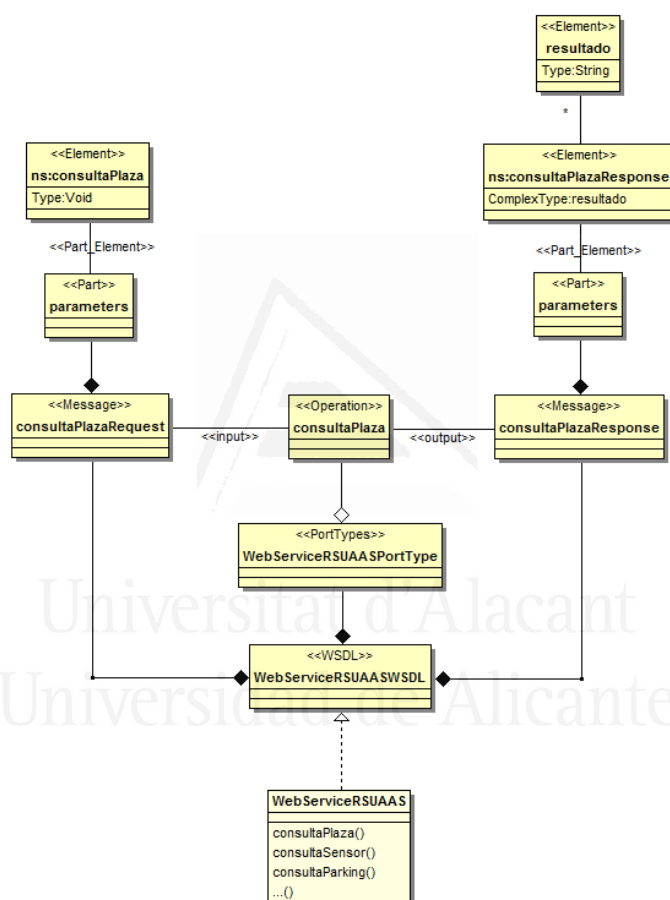 <<Element>>
resultado
Type:String
*
<<Element>>
ns:consultaPlaza
Type:Void
<<Element>>
ns:consultaPlazaResponse
ComplexType:resultado
<<Part_Element>>
<<Part_Element>>
<<Part>>
parameters
<<Part>>
parameters
<<Message>>
consultaPlazaRequest
<<input>>
<<Operation>>
consultaPlaza
<<output>>
<<Message>>
consultaPlazaResponse
<<PortTypes>>
WebServiceRSUAASPortType
Universitat d'Alacant
Universidad de Alicante
<<WSDL>>
WebServiceRSUAASWSDL
WebServiceRSUAAS
consultaPlaza()
consultaSensor()
consultaParking()
...()